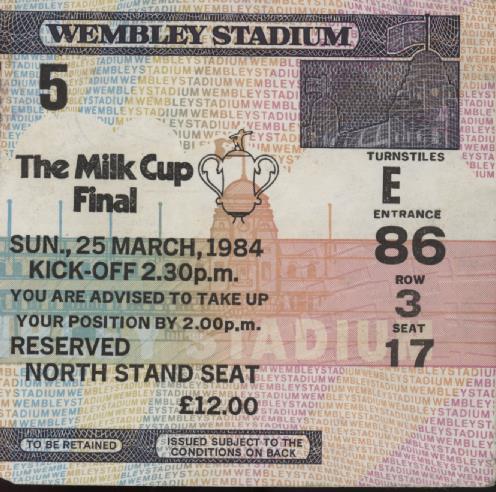 WEMBLEY STADIUM
5
The Milk Cup
Final
TURNSTILES
E
ENTRANCE
86
ROW
3
SEAT
17
SUN., 25 MARCH, 1984
KICK-OFF 2.30p.m.
YOU ARE ADVISED TO TAKE UP
YOUR POSITION BY 2.00p.m.
RESERVED
NORTH STAND SEAT
£12.00
STADIU
TO BE RETAINED
ISSUED SUBJECT TO THE
CONDITIONS ON BACK